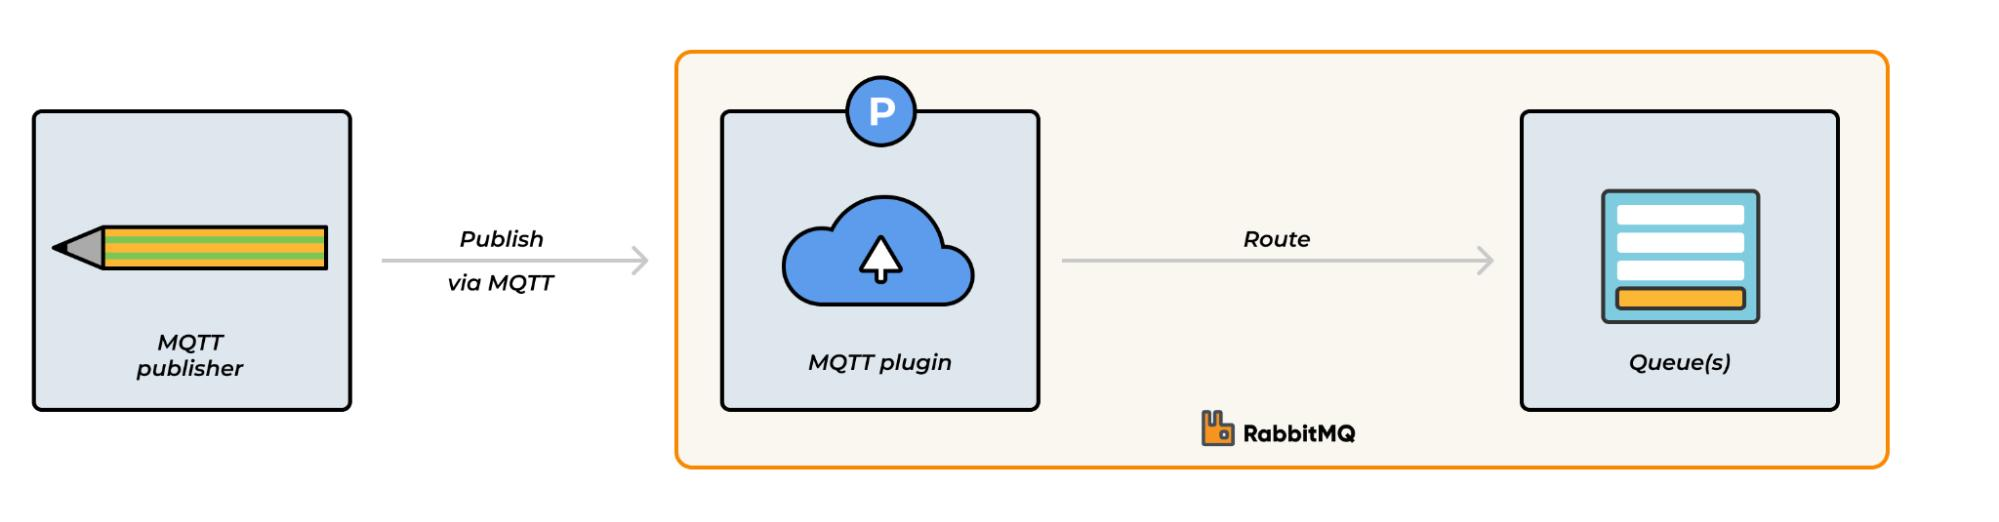 MQTT
publisher
Publish
via MQTT
P
MQTT plugin
Route
Queue(s)
RabbitMQ